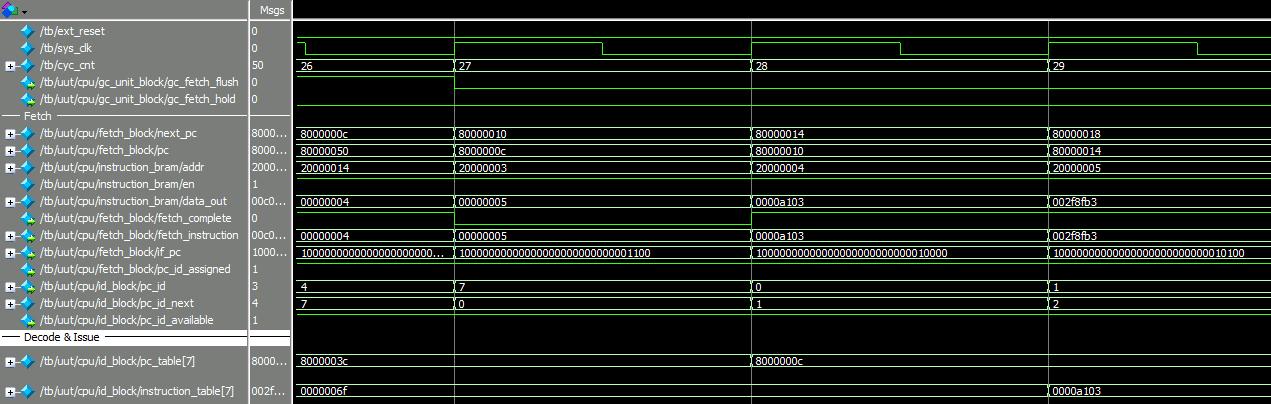 Msgs
/tb/ext_reset 0
/tb/sys_clk 0
/tb/cyc_cnt 50 26 27 28 29
/tb/uut/cpu/gc_unit_block/gc_fetch_flush 0
/tb/uut/cpu/gc_unit_block/gc_fetch_hold 0
Fetch
/tb/uut/cpu/fetch_block/next_pc 8000... 8000000c 80000010 80000014 80000018
/tb/uut/cpu/fetch_block/pc 8000... 80000050 8000000c 80000010 80000014
/tb/uut/cpu/instruction_bram/addr 2000... 20000014 20000003 20000004 20000005
/tb/uut/cpu/instruction_bram/en 1
/tb/uut/cpu/instruction_bram/data_out 00c0... 00000004 00000005 0000a103 002f8fb3
/tb/uut/cpu/fetch_block/fetch_complete 0
/tb/uut/cpu/fetch_block/fetch_instruction 00c0... 00000004 00000005 0000a103 002f8fb3
/tb/uut/cpu/fetch_block/if_pc 1000... 1000000000000000000000... 10000000000000000000000000001100 10000000000000000000000000010000 10000000000000000000000000010100
/tb/uut/cpu/fetch_block/pc_id_assigned 1
/tb/uut/cpu/id_block/pc_id 3 4 7 0 1
/tb/uut/cpu/id_block/pc_id_next 4 7 0 1 2
/tb/uut/cpu/id_block/pc_id_available 1
Decode & Issue
/tb/uut/cpu/id_block/pc_table[7] 8000... 8000003c 8000000c
/tb/uut/cpu/id_block/instruction_table[7] 002f... 0000006f 0000a103